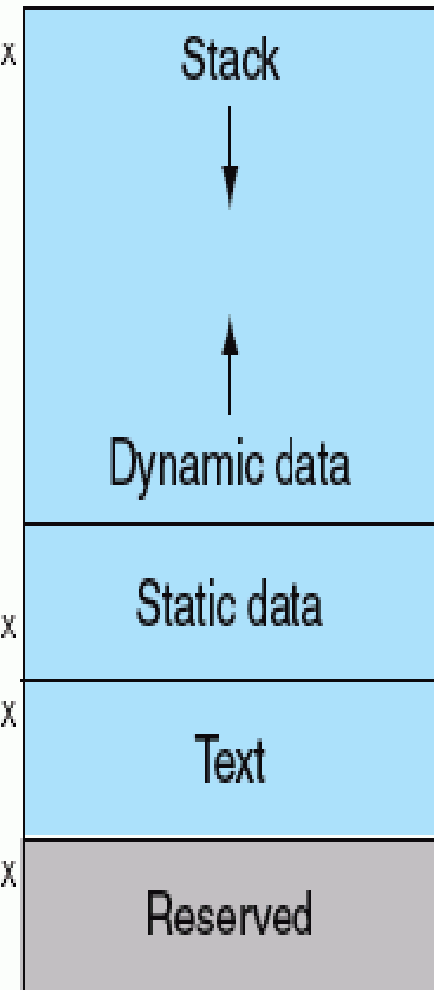 x
Stack
Dynamic data
Static data
x
x
Text
x
Reserved